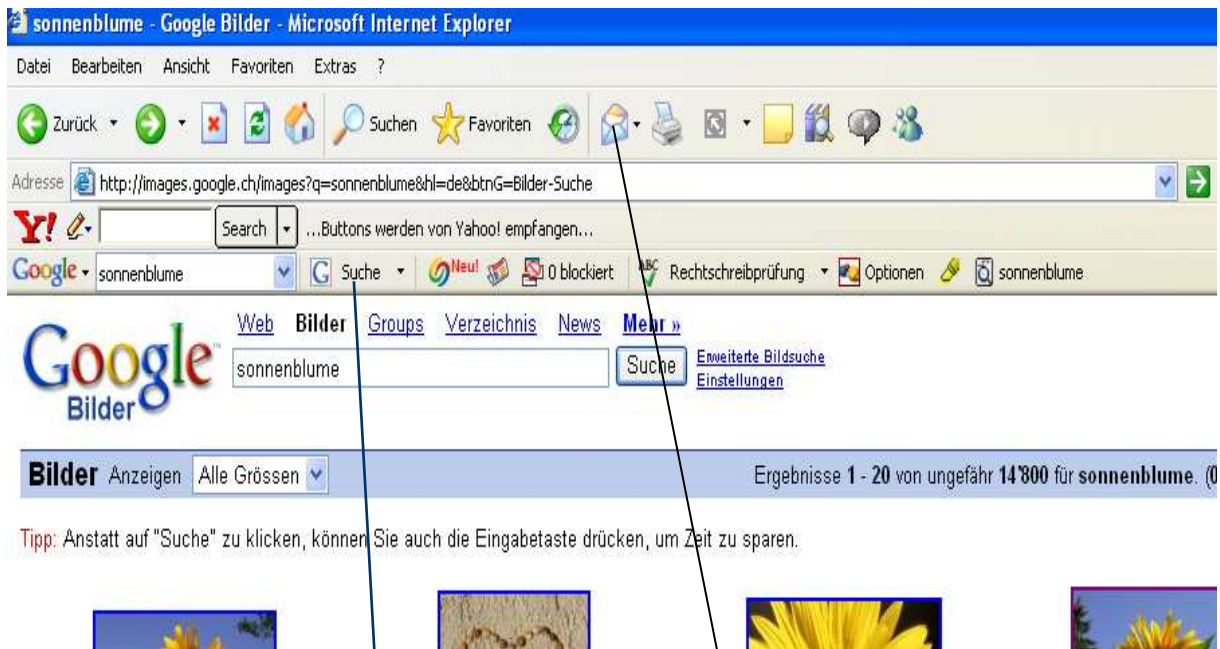 sonnenblume - Google Bilder - Microsoft Internet Explorer
Datei Bearbeiten Ansicht Favoriten Extras ?
Zurück Suchen Favoriten
Adresse http://images.google.ch/images?q=sonnenblume&hl=de&btnG=Bilder-Suche
Y! Search ...Buttons werden von Yahoo! empfangen...
Google sonnenblume G Suche Neu! 0 blockiert ABC Rechtschreibprüfung Optionen sonnenblume
Web Bilder Groups Verzeichnis News Mehr »
Google Bilder
sonnenblume Suche Erweiterte Bildsuche
Einstellungen
Bilder Anzeigen Alle Grössen Ergebnisse 1 - 20 von ungefähr 14'800 für sonnenblume. (0
Tipp: Anstatt auf "Suche" zu klicken, können Sie auch die Eingabetaste drücken, um Zeit zu sparen.